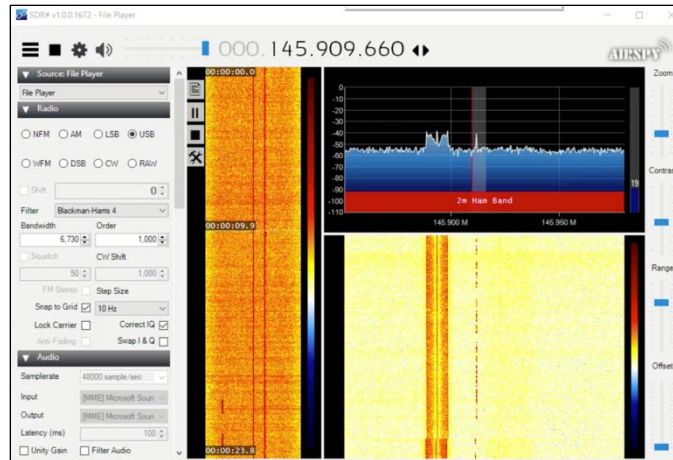 SDR# v1.0.0.1672 - File Player
000.145.909.660
AIRSPY
Source: File Player
File Player
Radio
NFM AM LSB USB
WFM DSB CW RAW
Shift 0
Filter Blackman-Harris 4
Bandwidth Order
6,730 1,000
Squelch CW Shift
50 1,000
FM Stereo Step Size
Snap to Grid 10 Hz
Lock Carrier Correct IQ
Anti-Fading Swap I & Q
Audio
Samplerate 48000 sample/sec
Input [MME] Microsoft Soun
Output [MME] Microsoft Soun
Latency (ms) 100
Unity Gain Filter Audio
00:00:00.0
00:00:09.9
00:00:23.8
0
-10
-20
-30
-40
-50
-60
-70
-80
-90
-100
-110
2m Ham Band
145.900 M 145.950 M
19
Zoom
Contras
Range
Offset